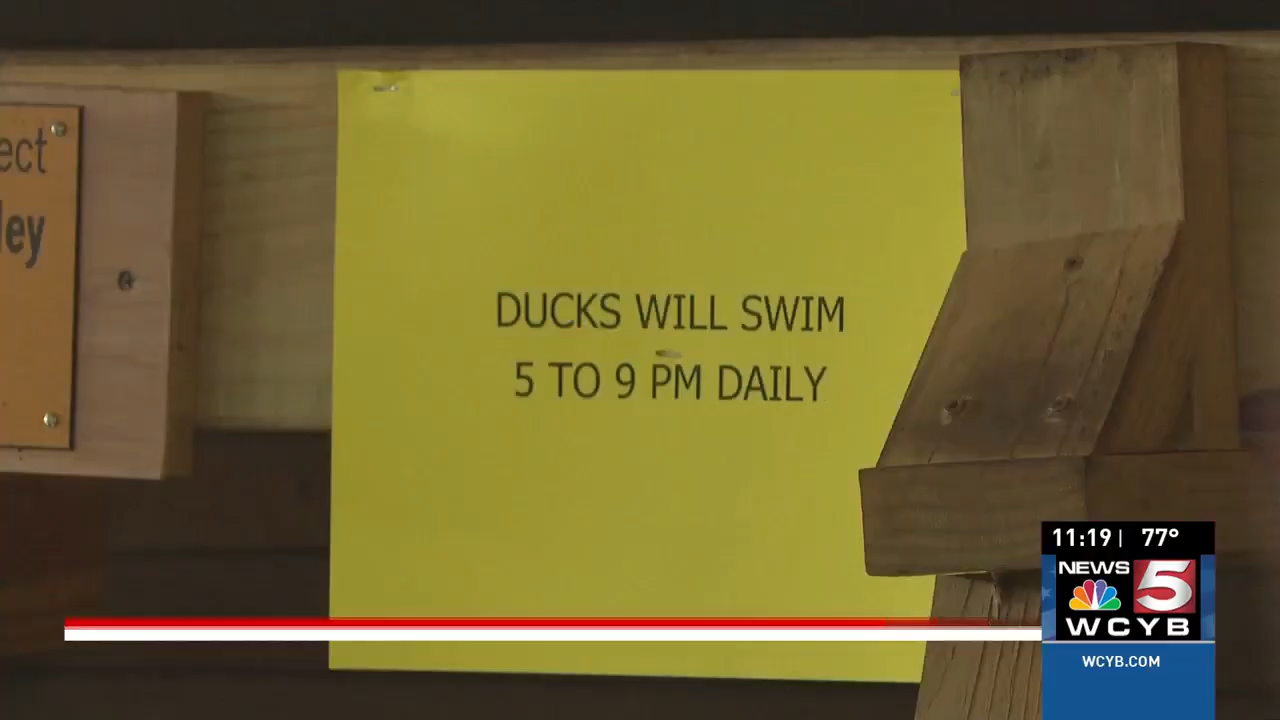 ect
ley
DUCKS WILL SWIM
5 TO 9 PM DAILY
11:19 | 77°
NEWS 5
WCYB
WCYB.COM